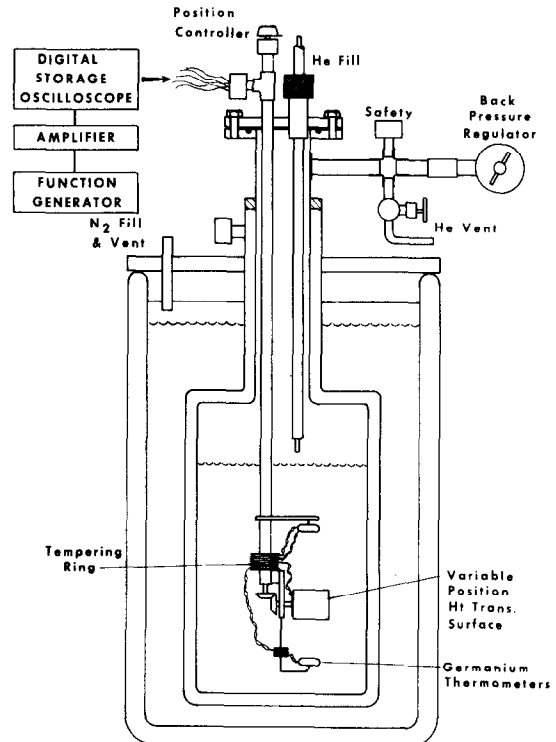 Position
Controller
He Fill
DIGITAL
STORAGE
OSCILLOSCOPE
AMPLIFIER
FUNCTION
GENERATOR
Safety
Back
Pressure
Regulator
N₂ Fill
& Vent
He Vent
Tempering
Ring
Variable
Position
Ht Trans.
Surface
Germanium
Thermometers